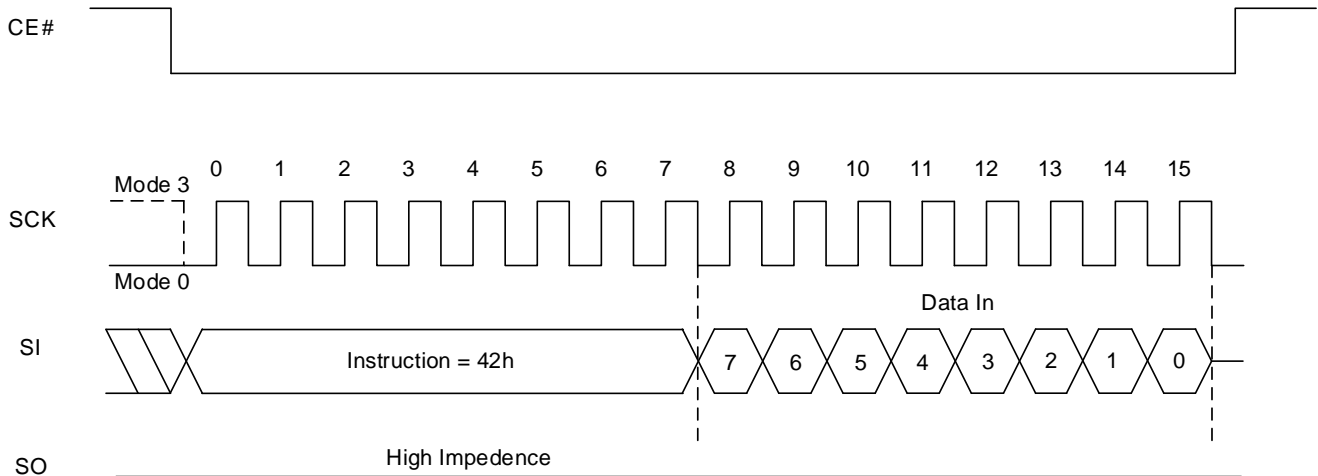 CE#
0 1 2 3 4 5 6 7 8 9 10 11 12 13 14 15
Mode 3
SCK
Mode 0
Data In
SI
Instruction = 42h
7 6 5 4 3 2 1 0
High Impedence
SO